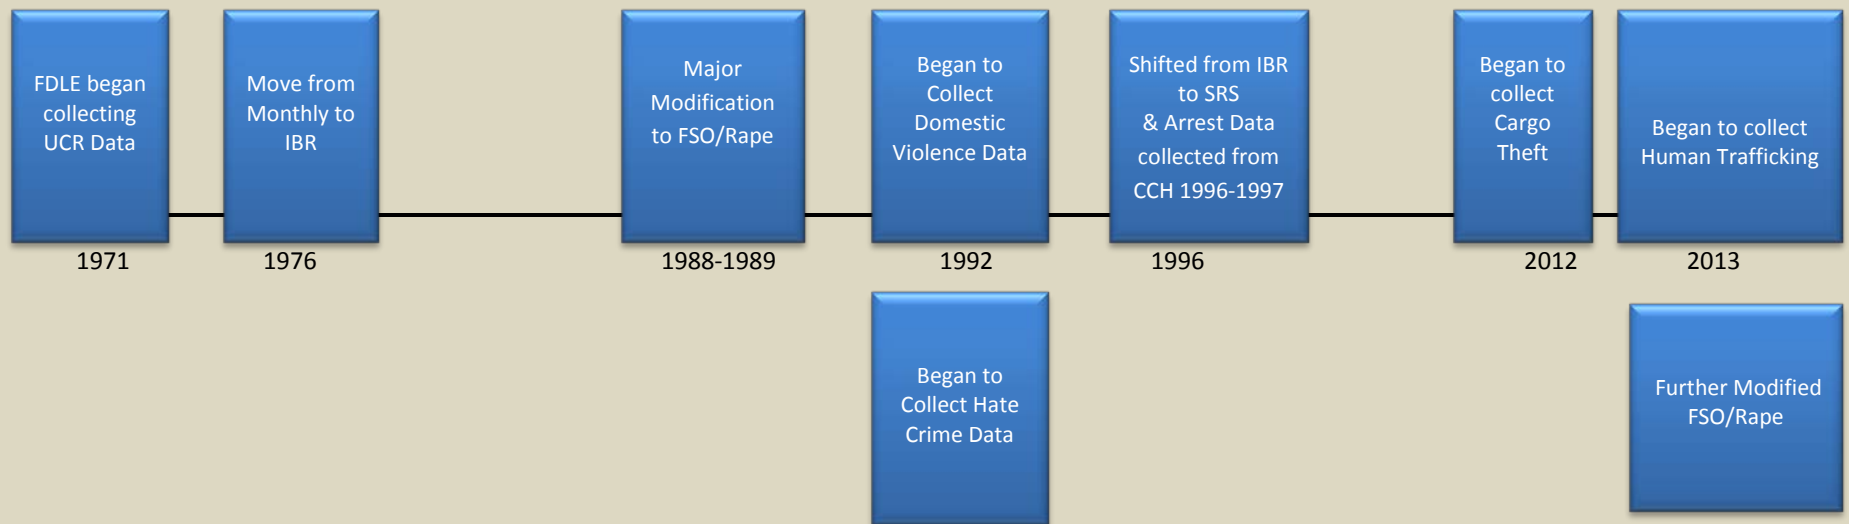 FDLE began
collecting
UCR Data
Move from
Monthly to
IBR
Major
Modification
to FSO/Rape
Began to
Collect
Domestic
Violence Data
Shifted from IBR
to SRS
& Arrest Data
collected from
CCH 1996-1997
Began to
collect
Cargo
Theft
Began to collect
Human Trafficking
1971
1976
1988-1989
1992
1996
2012
2013
Began to
Collect Hate
Crime Data
Further Modified
FSO/Rape